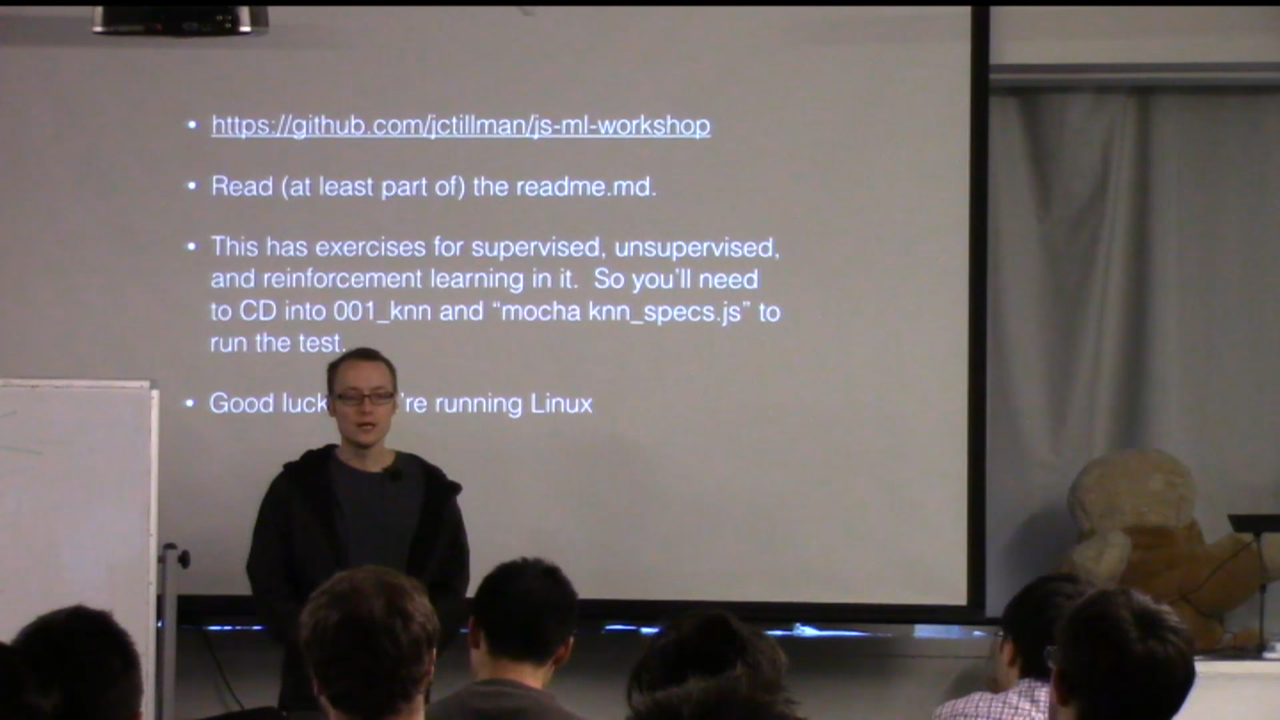 • https://github.com/jctillman/js-ml-workshop
• Read (at least part of) the readme.md.
• This has exercises for supervised, unsupervised,
and reinforcement learning in it. So you'll need
to CD into 001_knn and “mocha knn_specs.js” to
run the test.
• Good luck 're running Linux